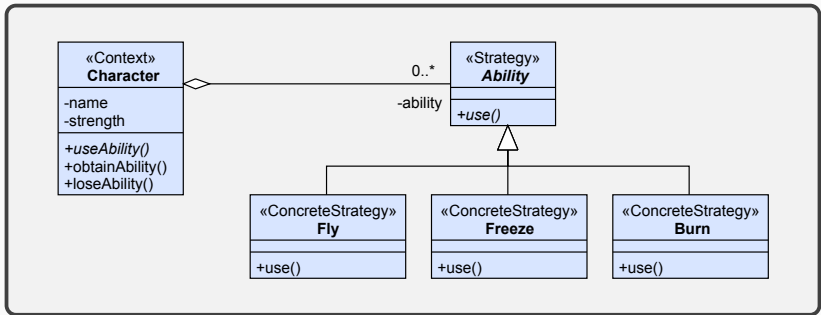 «Context»
Character
-name
-strength
+useAbility()
+obtainAbility()
+loseAbility()
0..*
-ability
«Strategy»
Ability
+use()
«ConcreteStrategy»
Fly
+use()
«ConcreteStrategy»
Freeze
+use()
«ConcreteStrategy»
Burn
+use()